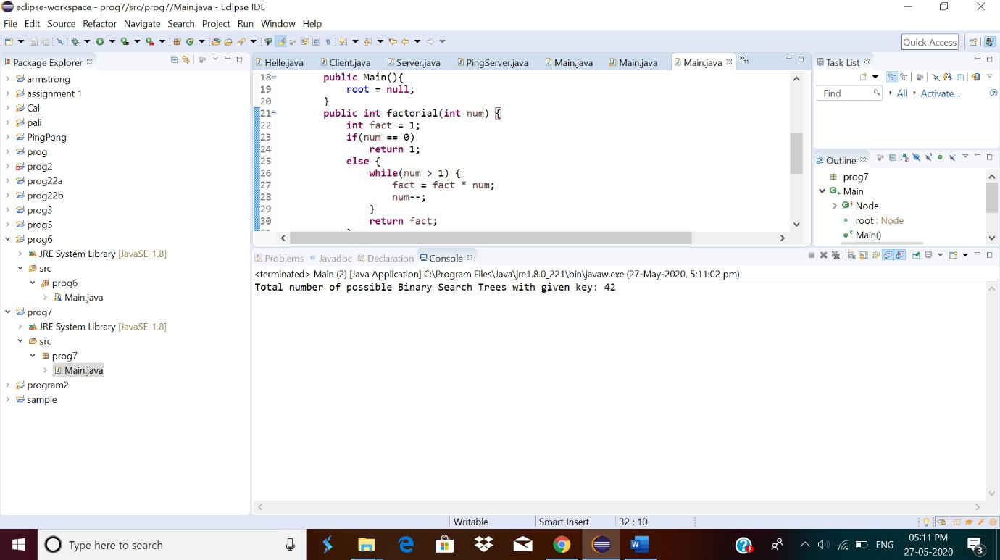 eclipse-workspace - prog7/src/prog7/Main.java - Eclipse IDE
File Edit Source Refactor Navigate Search Project Run Window Help
Quick Access
Package Explorer
armstrong
assignment 1
Cal
pali
PingPong
prog
prog2
prog22a
prog22b
prog3
prog5
prog6
JRE System Library [JavaSE-1.8]
src
prog6
Main.java
prog7
JRE System Library [JavaSE-1.8]
src
prog7
Main.java
program2
sample
Helle.java Client.java Server.java PingServer.java Main.java Main.java Main.java »11
18 public Main(){
19 root = null;
20 }
21 public int factorial(int num) {
22 int fact = 1;
23 if(num == 0)
24 return 1;
25 else {
26 while(num > 1) {
27 fact = fact * num;
28 num--;
29 }
30 return fact;
Task List
Find All Activate...
Outline
prog7
Main
Node
root : Node
Main()
Problems Javadoc Declaration Console
<terminated> Main (2) [Java Application] C:\Program Files\Java\jre1.8.0_221\bin\javaw.exe (27-May-2020, 5:11:02 pm)
Total number of possible Binary Search Trees with given key: 42
Writable Smart Insert 32 : 10
Type here to search
ENG
05:11 PM
27-05-2020
3